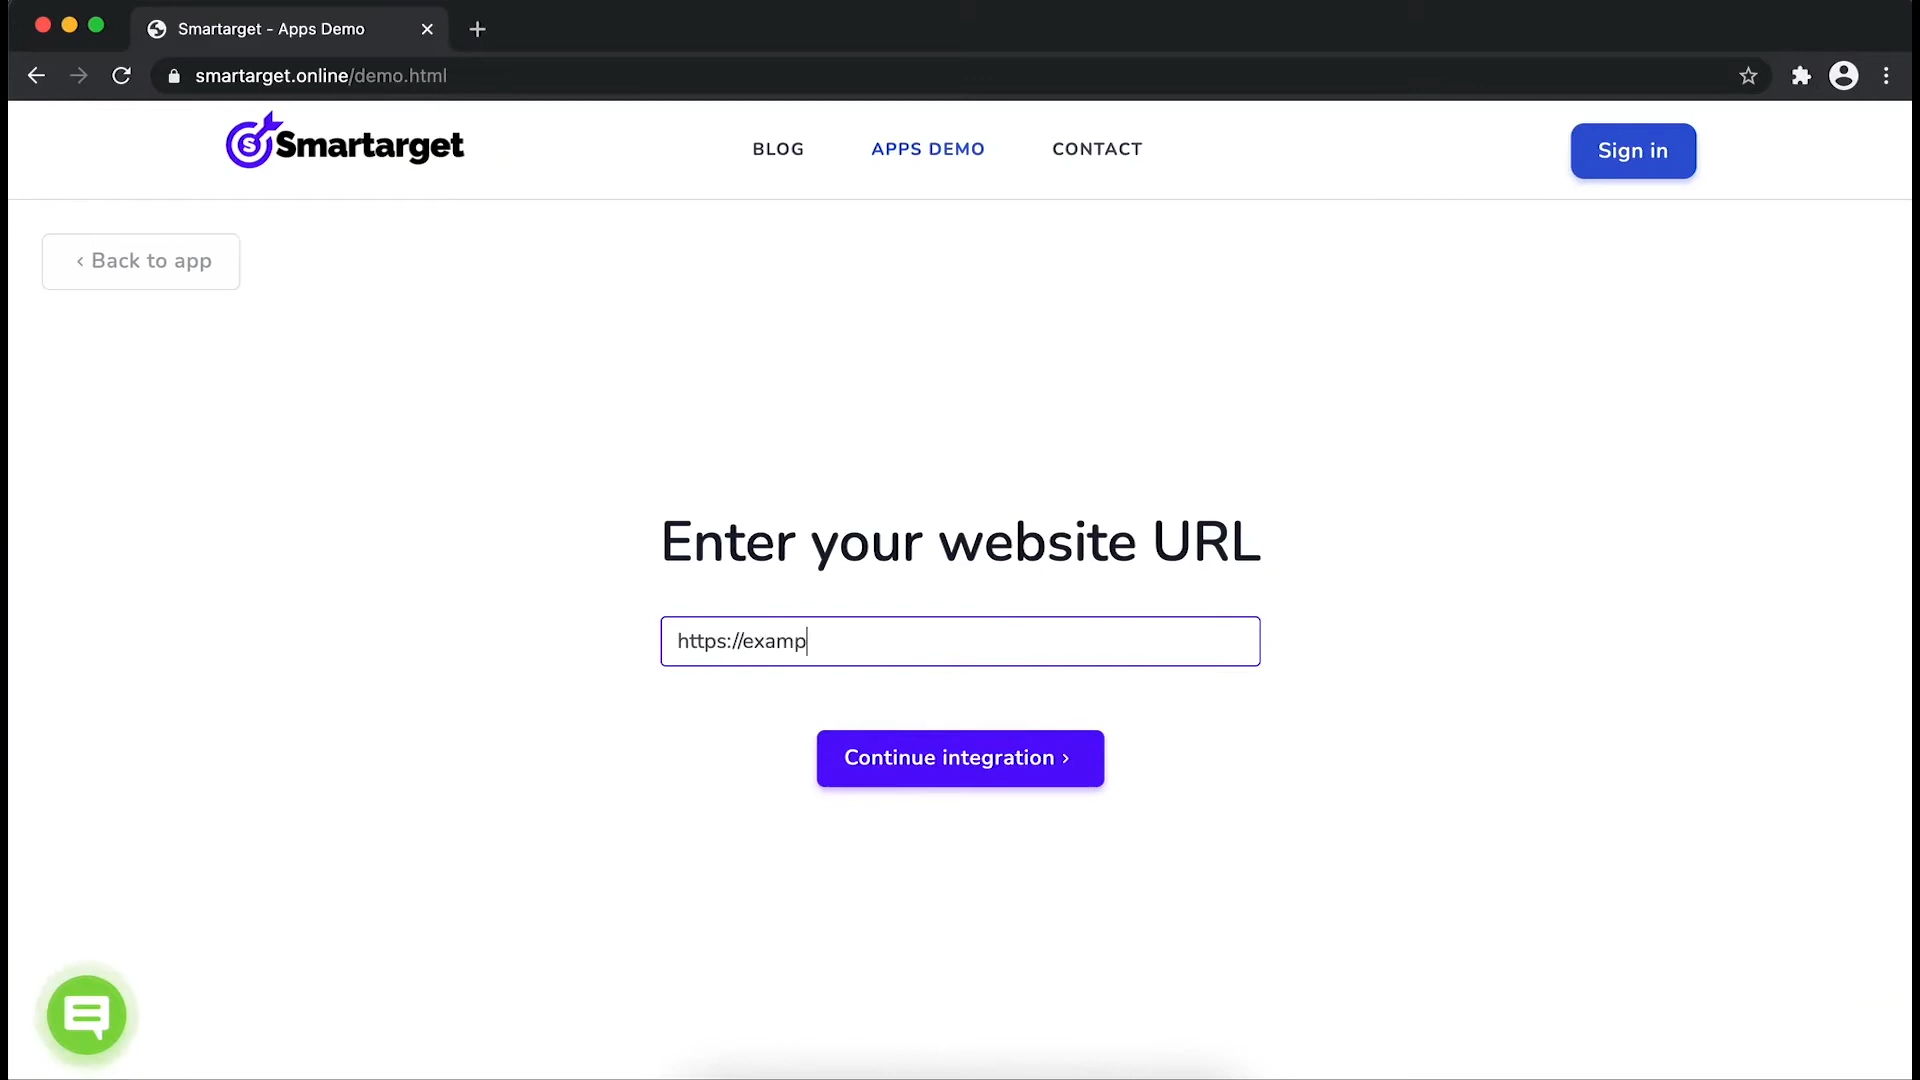 Smartarget - Apps Demo
smartarget.online/demo.html
Smartarget
BLOG
APPS DEMO
CONTACT
Sign in
‹ Back to app
Enter your website URL
https://examp
Continue integration ›